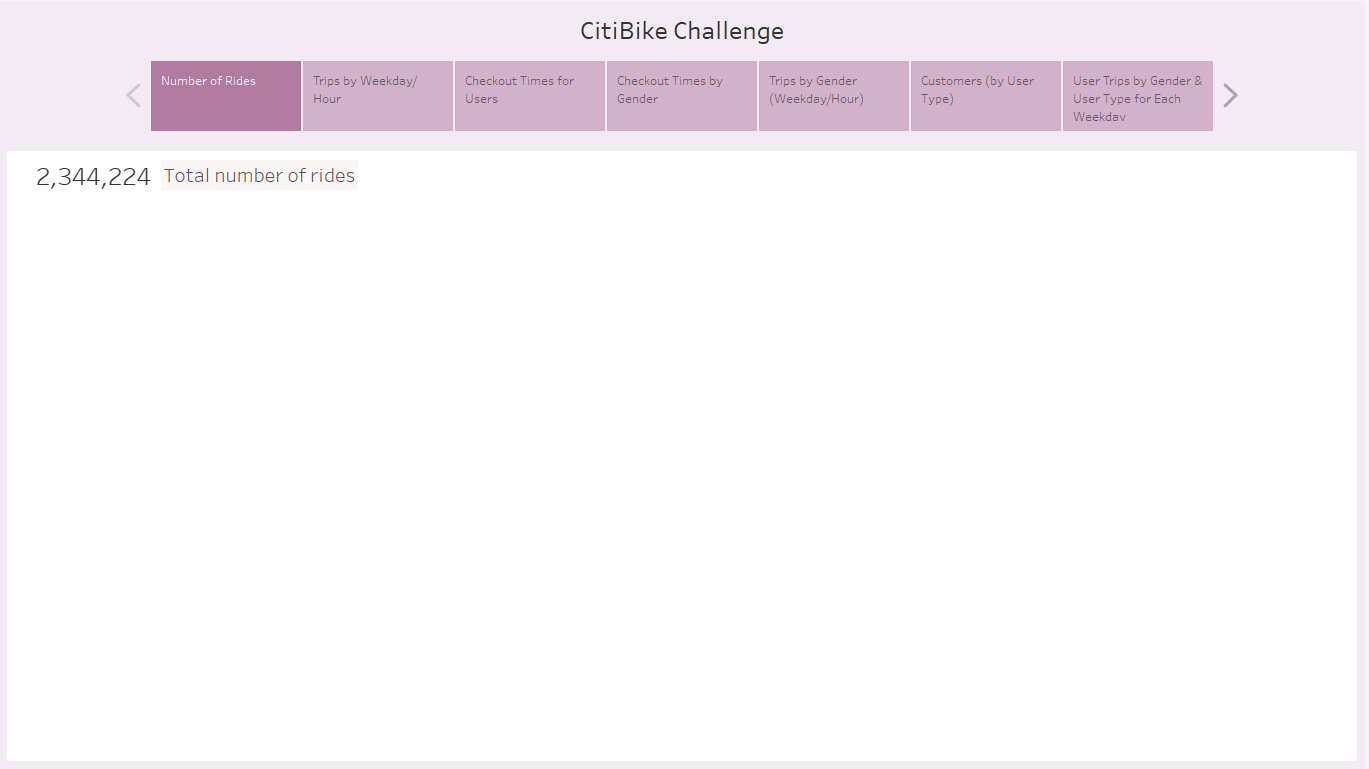 CitiBike Challenge
Number of Rides
Trips by Weekday/
Hour
Checkout Times for
Users
Checkout Times by
Gender
Trips by Gender
(Weekday/Hour)
Customers (by User
Type)
User Trips by Gender &
User Type for Each
Weekday
2,344,224 Total number of rides